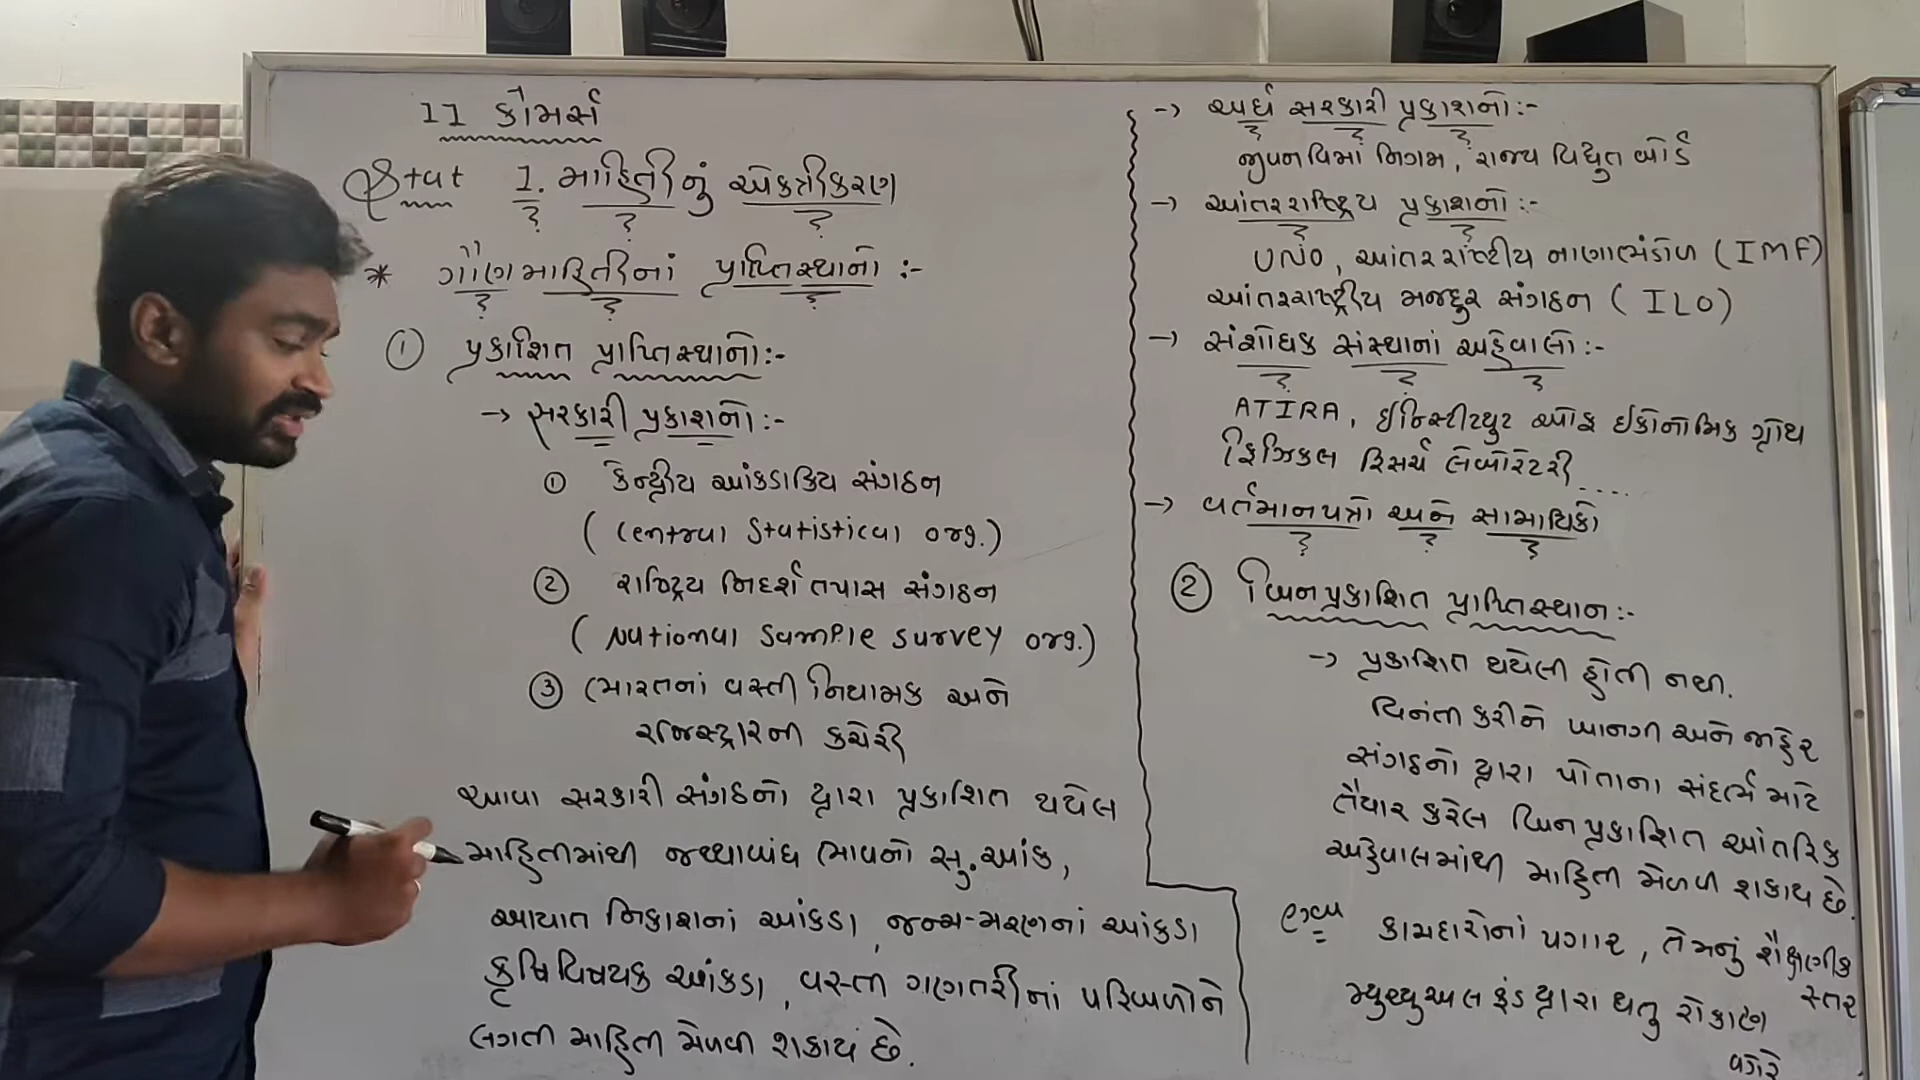 11 કોમર્સ
Stat 1. માહિતીનું એકત્રીકરણ
* ગૌણ માહિતીનાં પ્રાપ્તિસ્થાનો :-
① પ્રકાશિત પ્રાપ્તિસ્થાનો:-
→ સરકારી પ્રકાશનો:-
① કેન્દ્રીય આંકડાકિય સંગઠન
(Central Statistical org.)
② રાષ્ટ્રિય નિદર્શ તપાસ સંગઠન
(National Sample Survey org.)
③ ભારતનાં વસ્તી નિયામક અને
રજિસ્ટ્રારની કચેરી
આવા સરકારી સંગઠનો દ્વારા પ્રકાશિત થયેલ
માહિતીમાંથી જથ્થાબંધ ભાવનો સુ.આંક,
આયાત નિકાશનાં આંકડા, જન્મ-મરણનાં આંકડા
કૃષિવિષયક આંકડા, વસ્તી ગણતરીનાં પરિબળોને
લગતી માહિતી મેળવી શકાય છે.
→ અર્ધ સરકારી પ્રકાશનો:-
જીવનવિમા નિગમ, રાજ્ય વિદ્યુત બોર્ડ
→ આંતરરાષ્ટ્રિય પ્રકાશનો:-
UNO, આંતરરાષ્ટ્રીય નાણાભંડોળ (IMF)
આંતરરાષ્ટ્રીય મજદુર સંગઠન (ILO)
→ સંશોધક સંસ્થાનાં અહેવાલો:-
ATIRA, ઈન્સ્ટીટ્યુટ ઓફ ઈકોનોમિક ગ્રોથ
ફિઝિકલ રિસર્ચ લેબોરેટરી....
→ વર્તમાનપત્રો અને સામાયિકો
② બિનપ્રકાશિત પ્રાપ્તિસ્થાન:-
→ પ્રકાશિત થયેલી હોતી નથી.
વિનંતી કરીને ખાનગી અને જાહેર
સંગઠનો દ્વારા પોતાના સંદર્ભ માટે
તૈયાર કરેલ બિનપ્રકાશિત આંતરિક
અહેવાલમાંથી માહિતી મેળવી શકાય છે.
કામદારોનાં પગાર, તેમનું શૈક્ષણીક
સ્તર
મ્યુચ્યુઅલ ફંડ દ્વારા થતુ રોકાણ
વગેરે